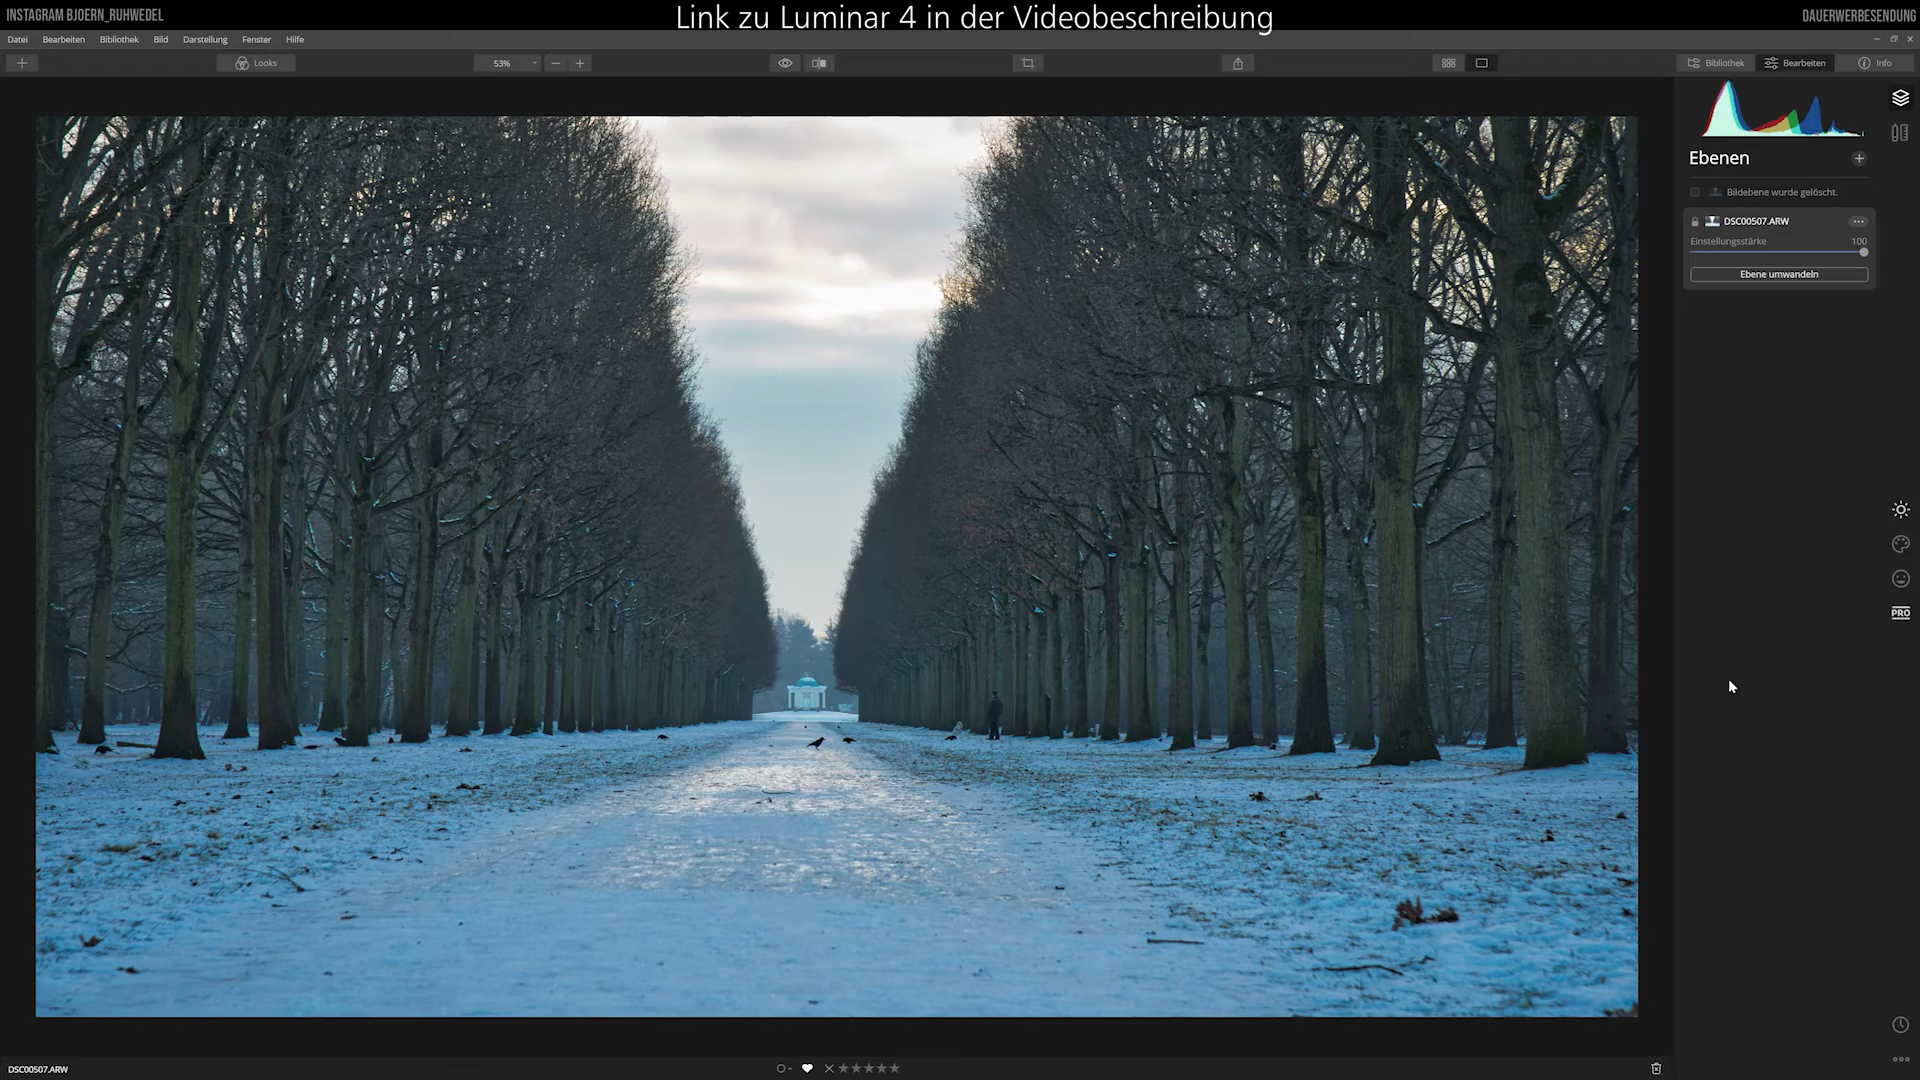 INSTAGRAM BJOERN_RUHWEDEL
Link zu Luminar 4 in der Videobeschreibung
DAUERWERBESENDUNG
Datei Bearbeiten Bibliothek Bild Darstellung Fenster Hilfe
Looks
53%
Bibliothek
Bearbeiten
Info
Ebenen
Bildebene wurde gelöscht.
DSC00507.ARW
Einstellungsstärke 100
Ebene umwandeln
PRO
DSC00507.ARW